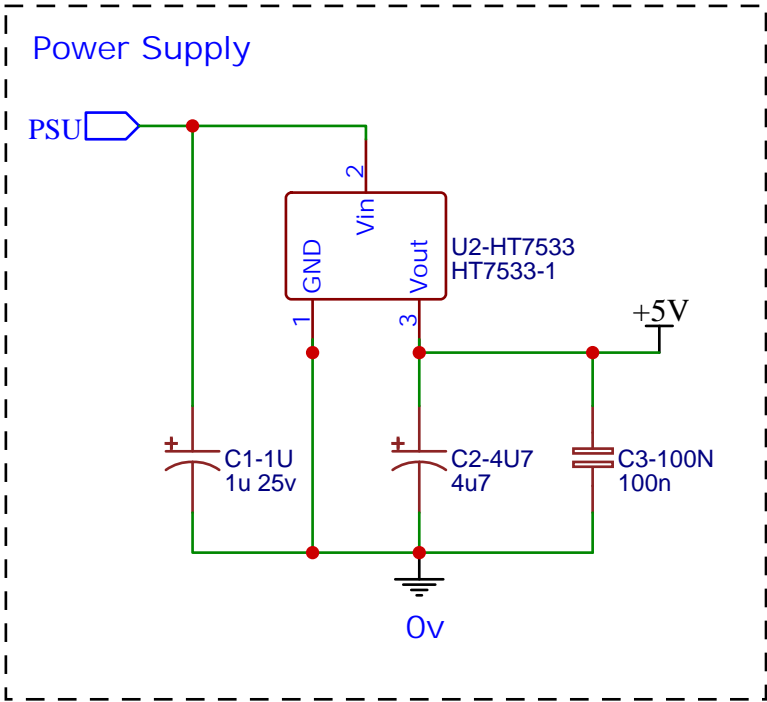 Power Supply
PSU
2
Vin
GND
Vout
U2-HT7533
HT7533-1
1
3
+5V
+
C1-1U
1u 25v
+
C2-4U7
4u7
C3-100N
100n
0v